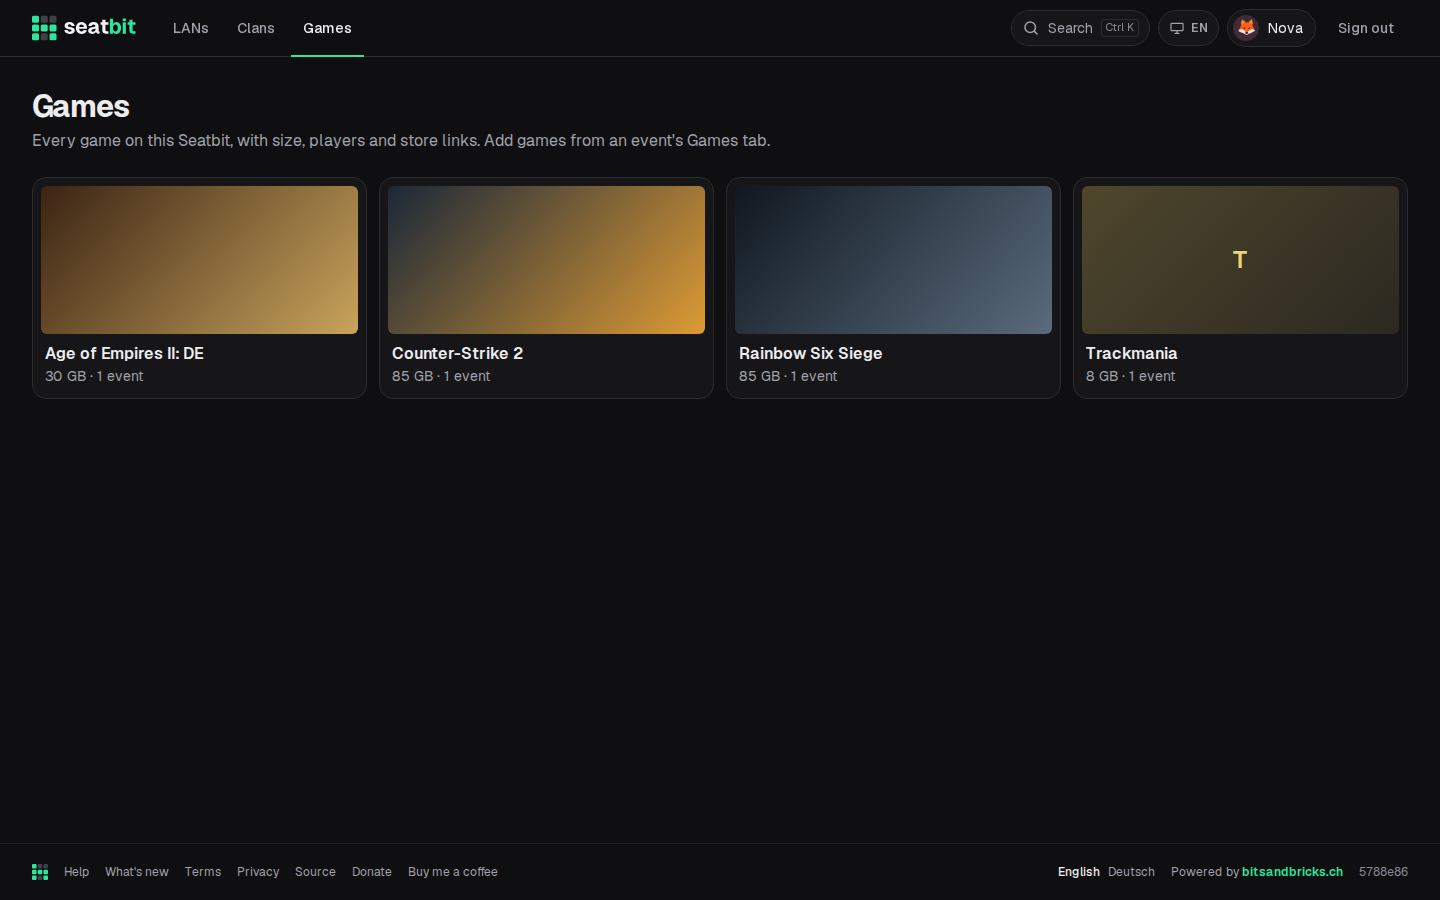 seatbit
LANs
Clans
Games
Search
Ctrl K
EN
Nova
Sign out
Games
Every game on this Seatbit, with size, players and store links. Add games from an event's Games tab.
Age of Empires II: DE
30 GB · 1 event
Counter-Strike 2
85 GB · 1 event
Rainbow Six Siege
85 GB · 1 event
T
Trackmania
8 GB · 1 event
Help
What's new
Terms
Privacy
Source
Donate
Buy me a coffee
English
Deutsch
Powered by bitsandbricks.ch
5788e86